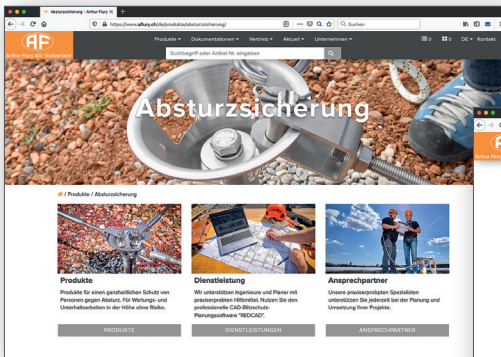 Absturzsicherung - Arthur Flury X
https://www.aflury.ch/de/produkte/absturzsicherung/
Suchen
AF
Arthur Flury AG | Switzerland
Produkte Dokumentationen Vertrieb Aktuell Unternehmen
0 0 DE Kontakt
Suchbegriff oder Artikel Nr. eingeben
Absturzsicherung
/ Produkte / Absturzsicherung
Produkte Dienstleistung Ansprechpartner
Produkte für einen ganzheitlichen Schutz von
Personen gegen Absturz. Für Wartungs- und
Unterhaltsarbeiten in der Höhe ohne Risiko.
Wir unterstützen Ingenieure und Planer mit
praxiserprobten Hilfsmittel. Nutzen Sie den
professionelle CAD-Blitzschutz-
Planungssoftware "REDCAD".
Unsere praxiserprobten Spezialisten
unterstützen Sie jederzeit bei der Planung und
Umsetzung Ihrer Projekte.
PRODUKTE DIENSTLEISTUNGEN ANSPRECHPARTNER